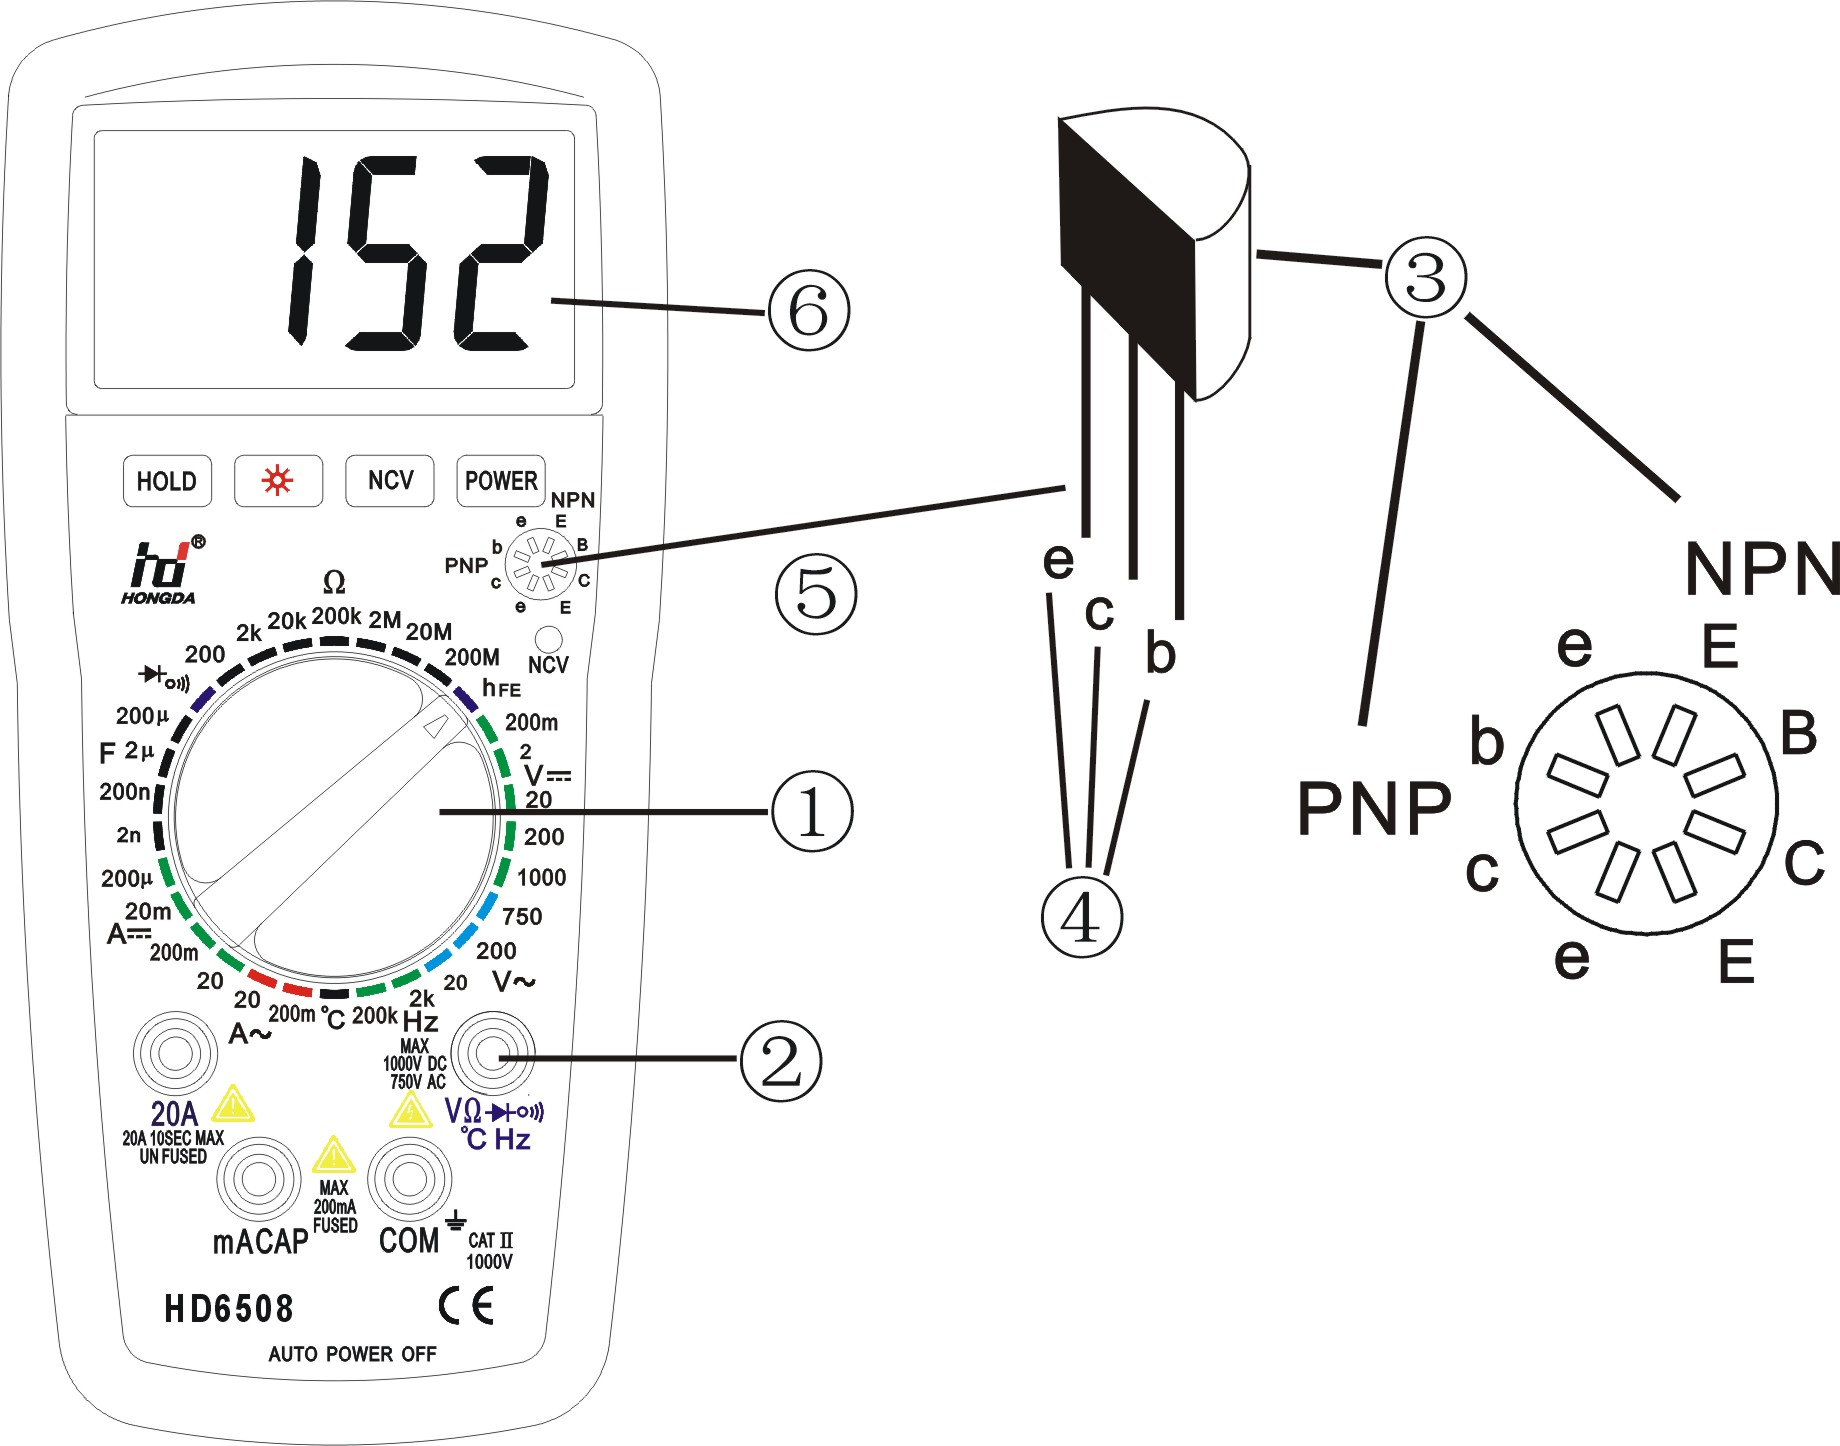 152
⑥
③
HOLD NCV POWER
NPN
e E
b B
PNP
c C
e E
hd®
HONGDA
NCV
Ω
200 2k 20k 200k 2M 20M 200M
hFE
200m
2
V
20
200
1000
750
200
20
V~
2k
Hz
200k
°C
200m
20
A~
20
200m
A
20m
200μ
2n
200n
F 2μ
200μ
⑤
①
②
e
c
b
④
NPN
e E
b B
PNP
c C
e E
MAX
1000V DC
750V AC
20A
20A 10SEC MAX
UN FUSED
VΩ
°C Hz
MAX
200mA
FUSED
mACAP
COM
CAT II
1000V
HD6508
CE
AUTO POWER OFF